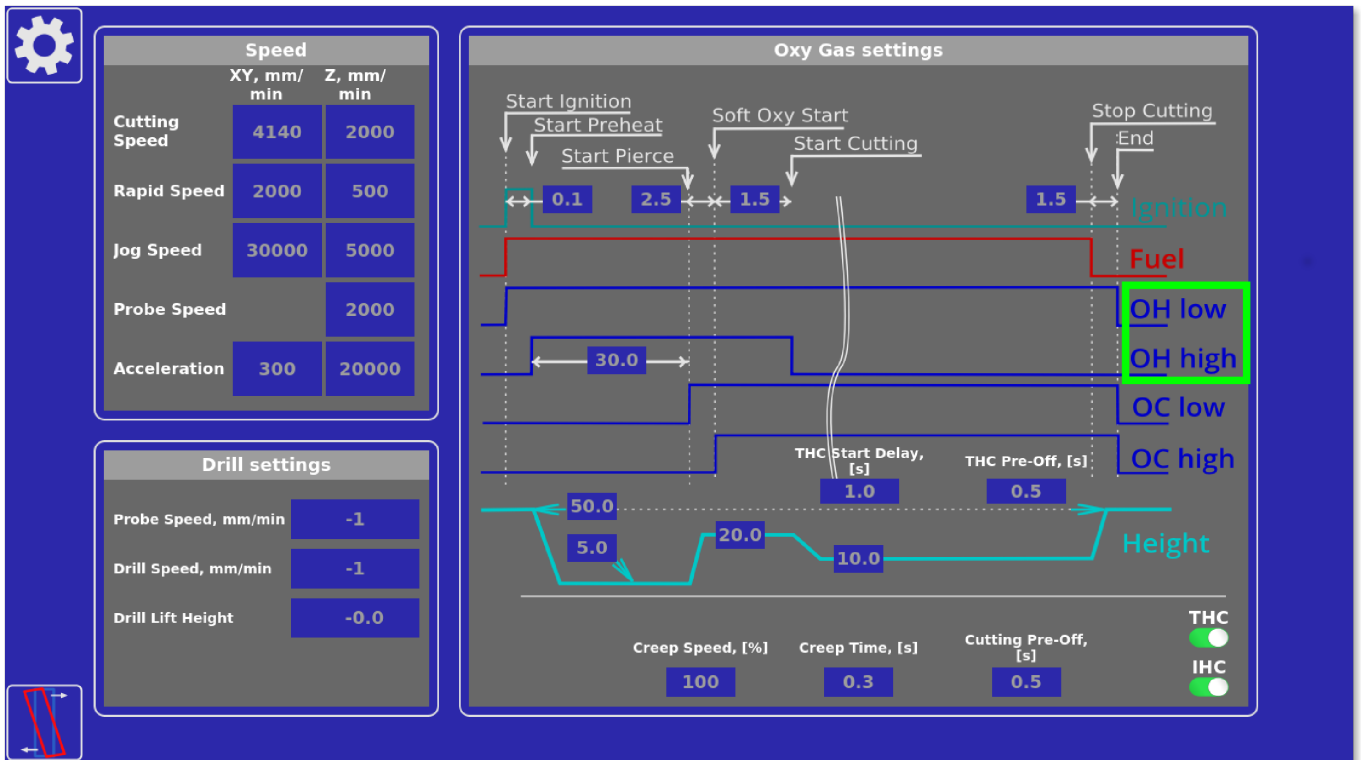 Speed
XY, mm/ Z, mm/
min min
Cutting
Speed
4140 2000
Rapid Speed 2000 500
Jog Speed 30000 5000
Probe Speed 2000
Acceleration 300 20000
Drill settings
Probe Speed, mm/min -1
Drill Speed, mm/min -1
Drill Lift Height -0.0
Oxy Gas settings
Start Ignition
Start Preheat
Start Pierce
Soft Oxy Start
Start Cutting
Stop Cutting
End
0.1 2.5 1.5 1.5 Ignition
Fuel
OH low
30.0 OH high
OC low
OC high
THC Start Delay,
[s]
1.0
THC Pre-Off, [s]
0.5
50.0
5.0 20.0 10.0 Height
Creep Speed, [%]
100
Creep Time, [s]
0.3
Cutting Pre-Off,
[s]
0.5
THC
IHC